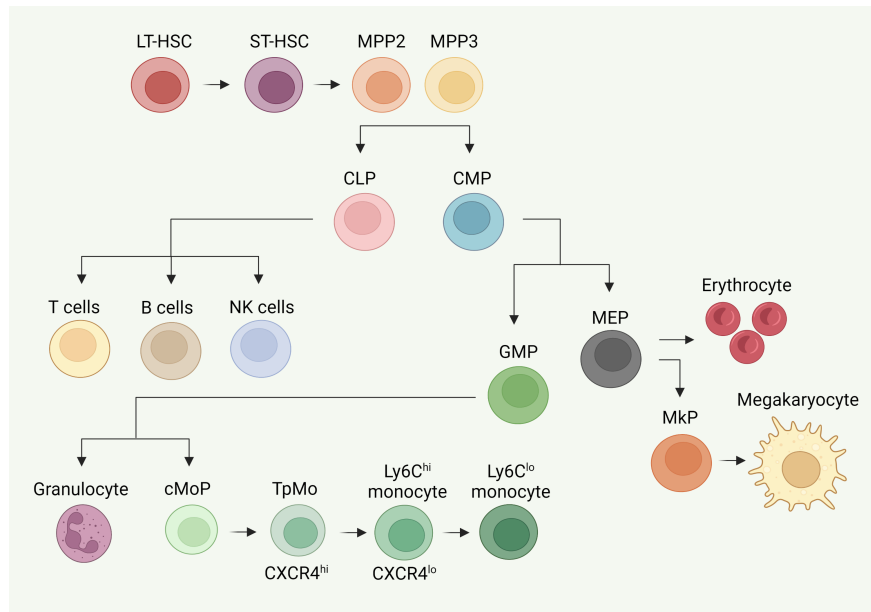 LT-HSC
ST-HSC
MPP2
MPP3
CLP
CMP
T cells
B cells
NK cells
GMP
MEP
Erythrocyte
MkP
Megakaryocyte
Granulocyte
cMoP
TpMo
CXCR4hi
Ly6Chi
monocyte
CXCR4lo
Ly6Clo
monocyte